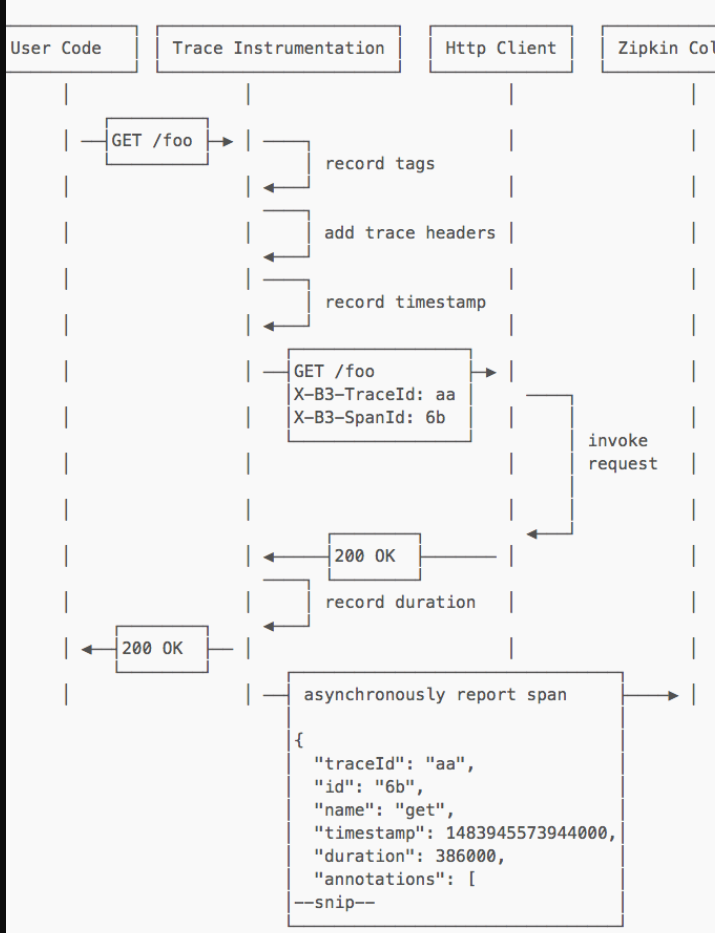 User Code
Trace Instrumentation
Http Client
Zipkin Col
GET /foo
record tags
add trace headers
record timestamp
GET /foo
X-B3-TraceId: aa
X-B3-SpanId: 6b
invoke
request
200 OK
record duration
200 OK
asynchronously report span
{
"traceId": "aa",
"id": "6b",
"name": "get",
"timestamp": 1483945573944000,
"duration": 386000,
"annotations": [
--snip--